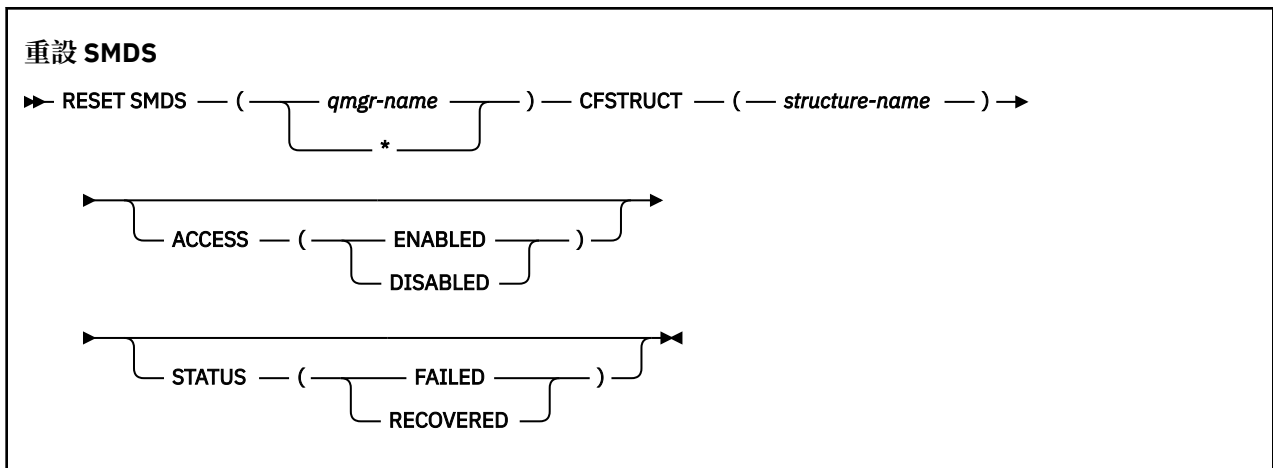 重設 SMDS
RESET SMDS ( qmgr-name ) CFSTRUCT ( structure-name )
*
ACCESS ( ENABLED )
DISABLED
STATUS ( FAILED )
RECOVERED